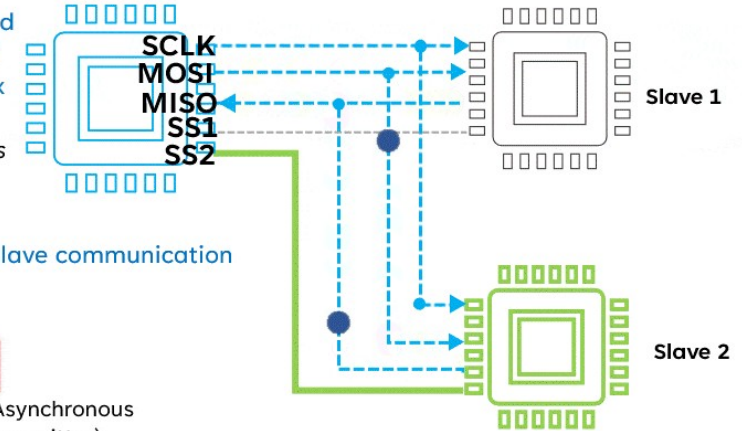 d
SCLK
MOSI
x
MISO
Slave 1
SS1
s
SS2
lave communication
Slave 2
Asynchronous